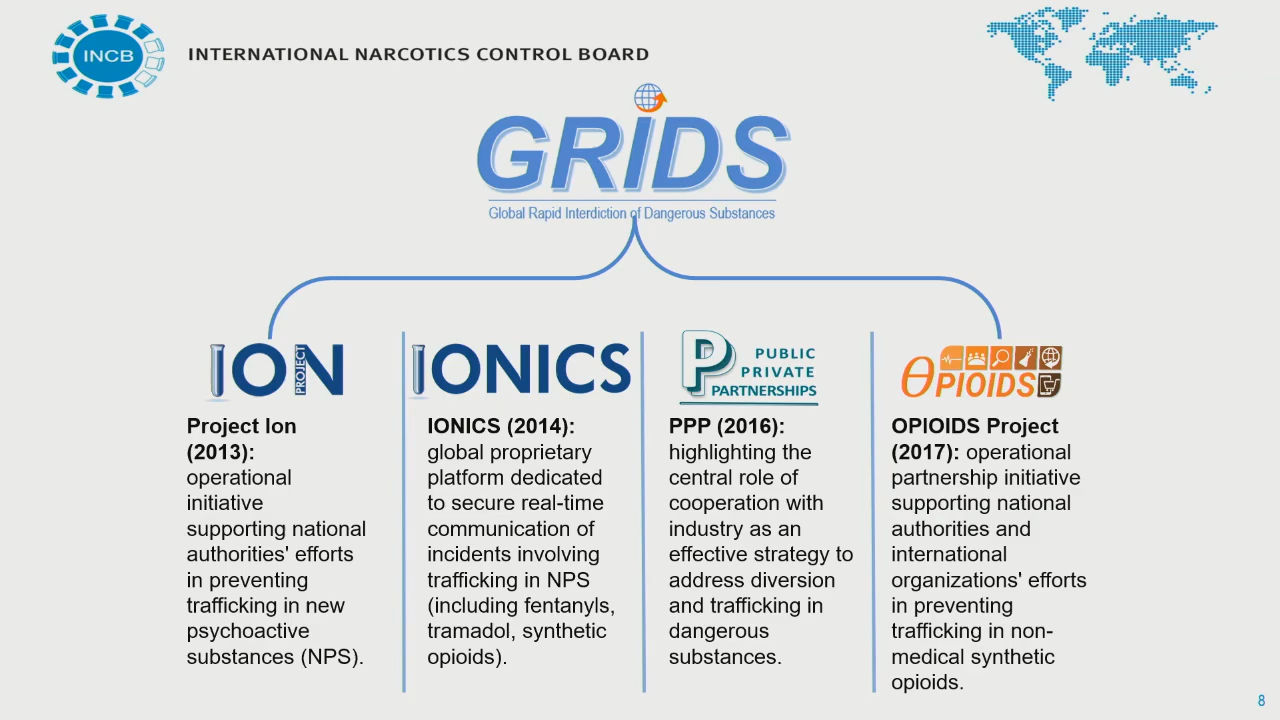 INCB
INTERNATIONAL NARCOTICS CONTROL BOARD
GRIDS
Global Rapid Interdiction of Dangerous Substances
ION PROJECT
Project Ion
(2013):
operational
initiative
supporting national
authorities' efforts
in preventing
trafficking in new
psychoactive
substances (NPS).
IONICS
IONICS (2014):
global proprietary
platform dedicated
to secure real-time
communication of
incidents involving
trafficking in NPS
(including fentanyls,
tramadol, synthetic
opioids).
P
PUBLIC
PRIVATE
PARTNERSHIPS
PPP (2016):
highlighting the
central role of
cooperation with
industry as an
effective strategy to
address diversion
and trafficking in
dangerous
substances.
OPIOIDS
OPIOIDS Project
(2017): operational
partnership initiative
supporting national
authorities and
international
organizations' efforts
in preventing
trafficking in non-
medical synthetic
opioids.
8